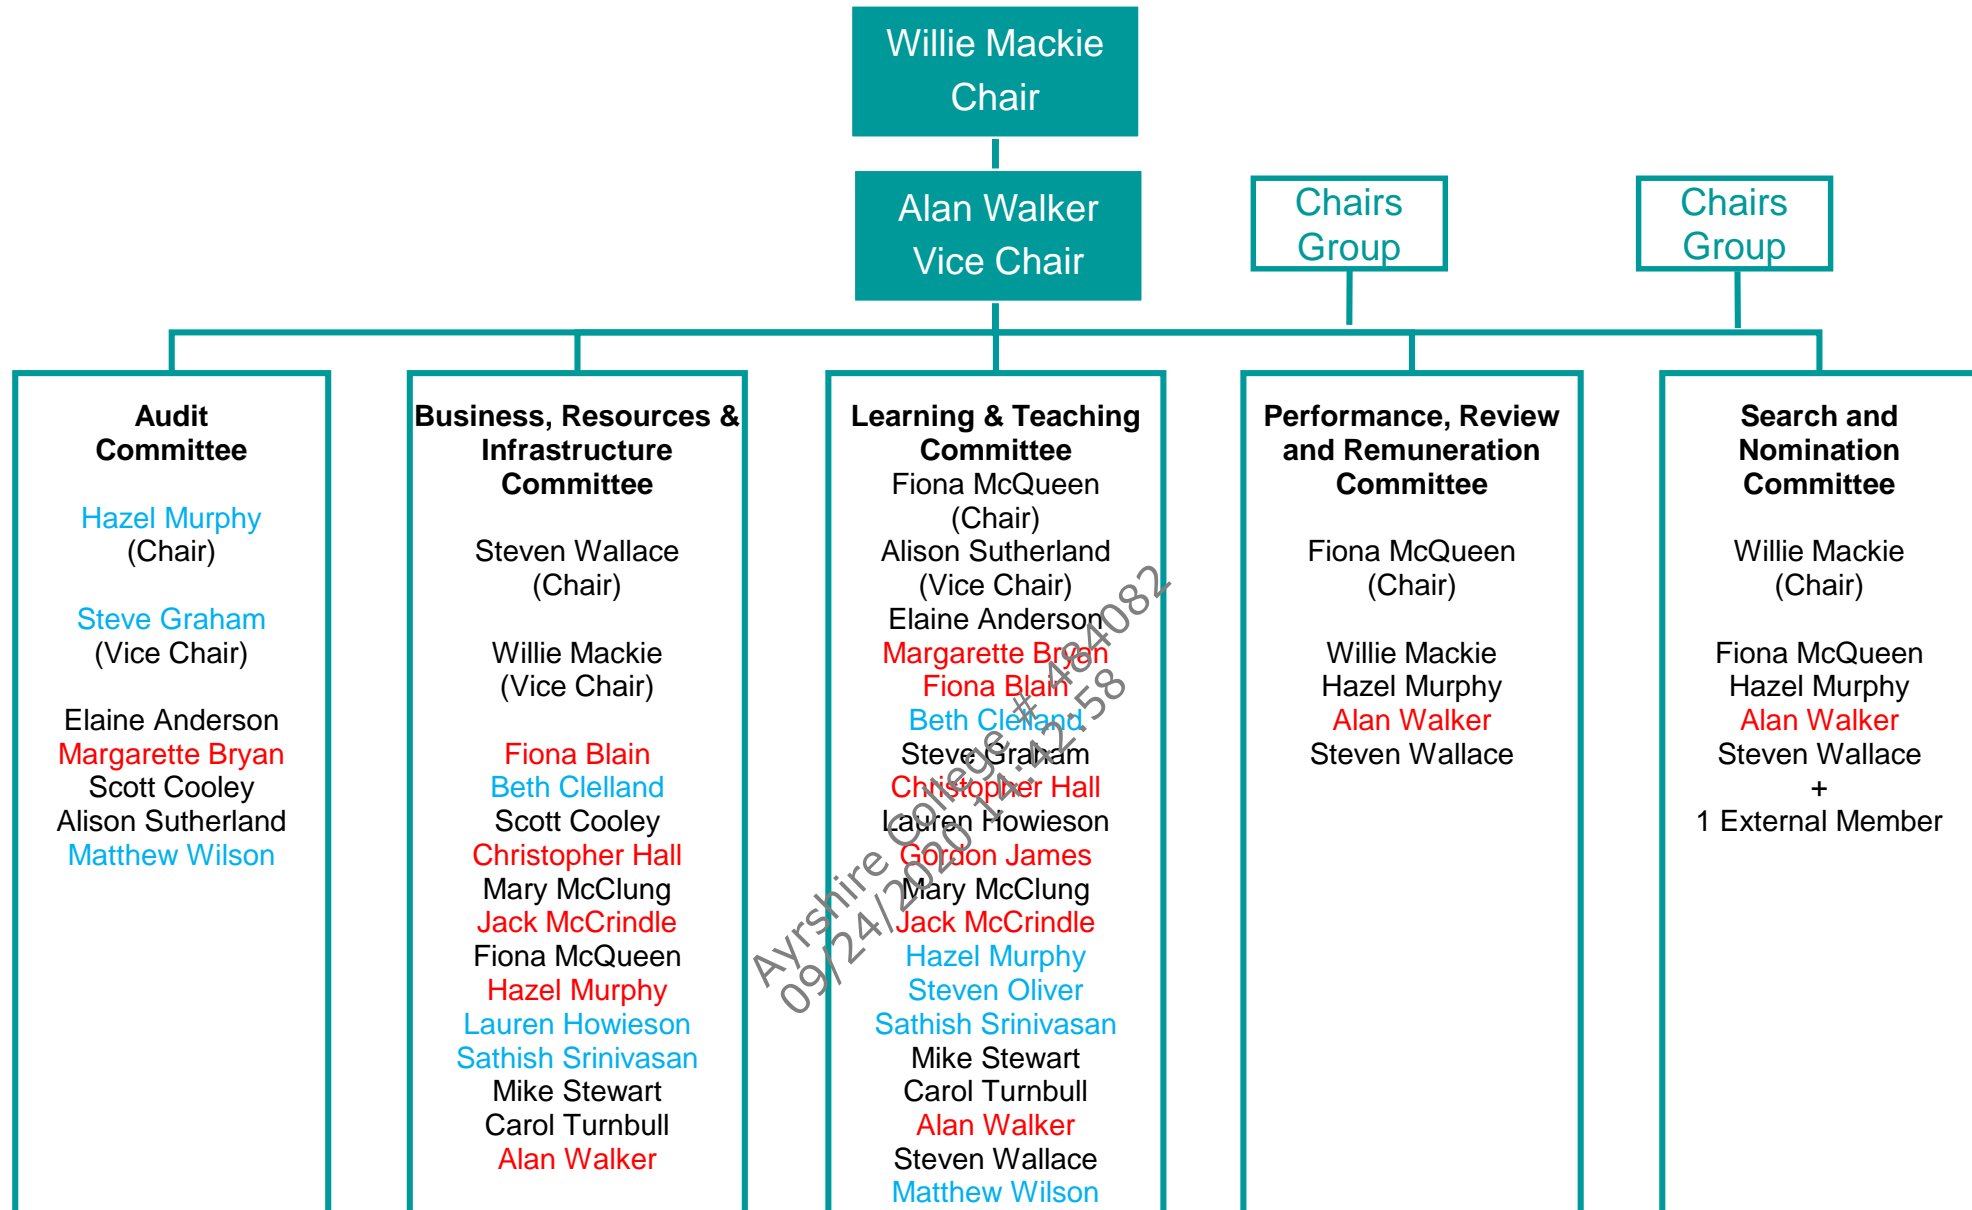 Willie Mackie
Chair
Alan Walker
Vice Chair
Chairs
Group
Chairs
Group
Audit
Committee
Hazel Murphy
(Chair)
Steve Graham
(Vice Chair)
Elaine Anderson
Margarette Bryan
Scott Cooley
Alison Sutherland
Matthew Wilson
Business, Resources &
Infrastructure
Committee
Steven Wallace
(Chair)
Willie Mackie
(Vice Chair)
Fiona Blain
Beth Clelland
Scott Cooley
Christopher Hall
Mary McClung
Jack McCrindle
Fiona McQueen
Hazel Murphy
Lauren Howieson
Sathish Srinivasan
Mike Stewart
Carol Turnbull
Alan Walker
Learning & Teaching
Committee
Fiona McQueen
(Chair)
Alison Sutherland
(Vice Chair)
Elaine Anderson
Margarette Bryan
Fiona Blain
Beth Clelland
Steve Graham
Christopher Hall
Lauren Howieson
Gordon James
Mary McClung
Jack McCrindle
Hazel Murphy
Steven Oliver
Sathish Srinivasan
Mike Stewart
Carol Turnbull
Alan Walker
Steven Wallace
Matthew Wilson
Performance, Review
and Remuneration
Committee
Fiona McQueen
(Chair)
Willie Mackie
Hazel Murphy
Alan Walker
Steven Wallace
Search and
Nomination
Committee
Willie Mackie
(Chair)
Fiona McQueen
Hazel Murphy
Alan Walker
Steven Wallace
+
1 External Member
Ayrshire College # 484082
09/24/2020 14:42:58